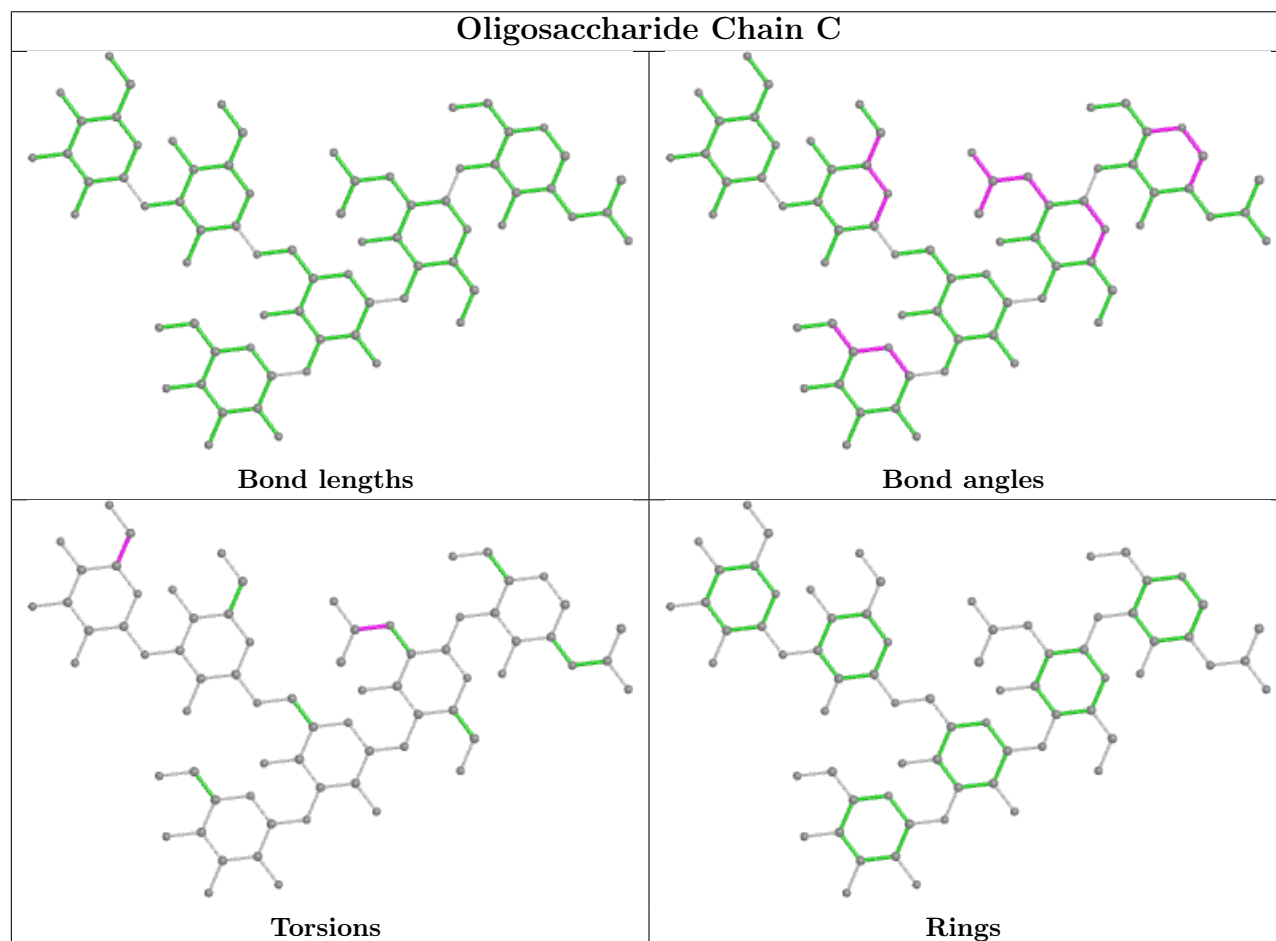 Oligosaccharide Chain C
Bond lengths
Bond angles
Torsions
Rings